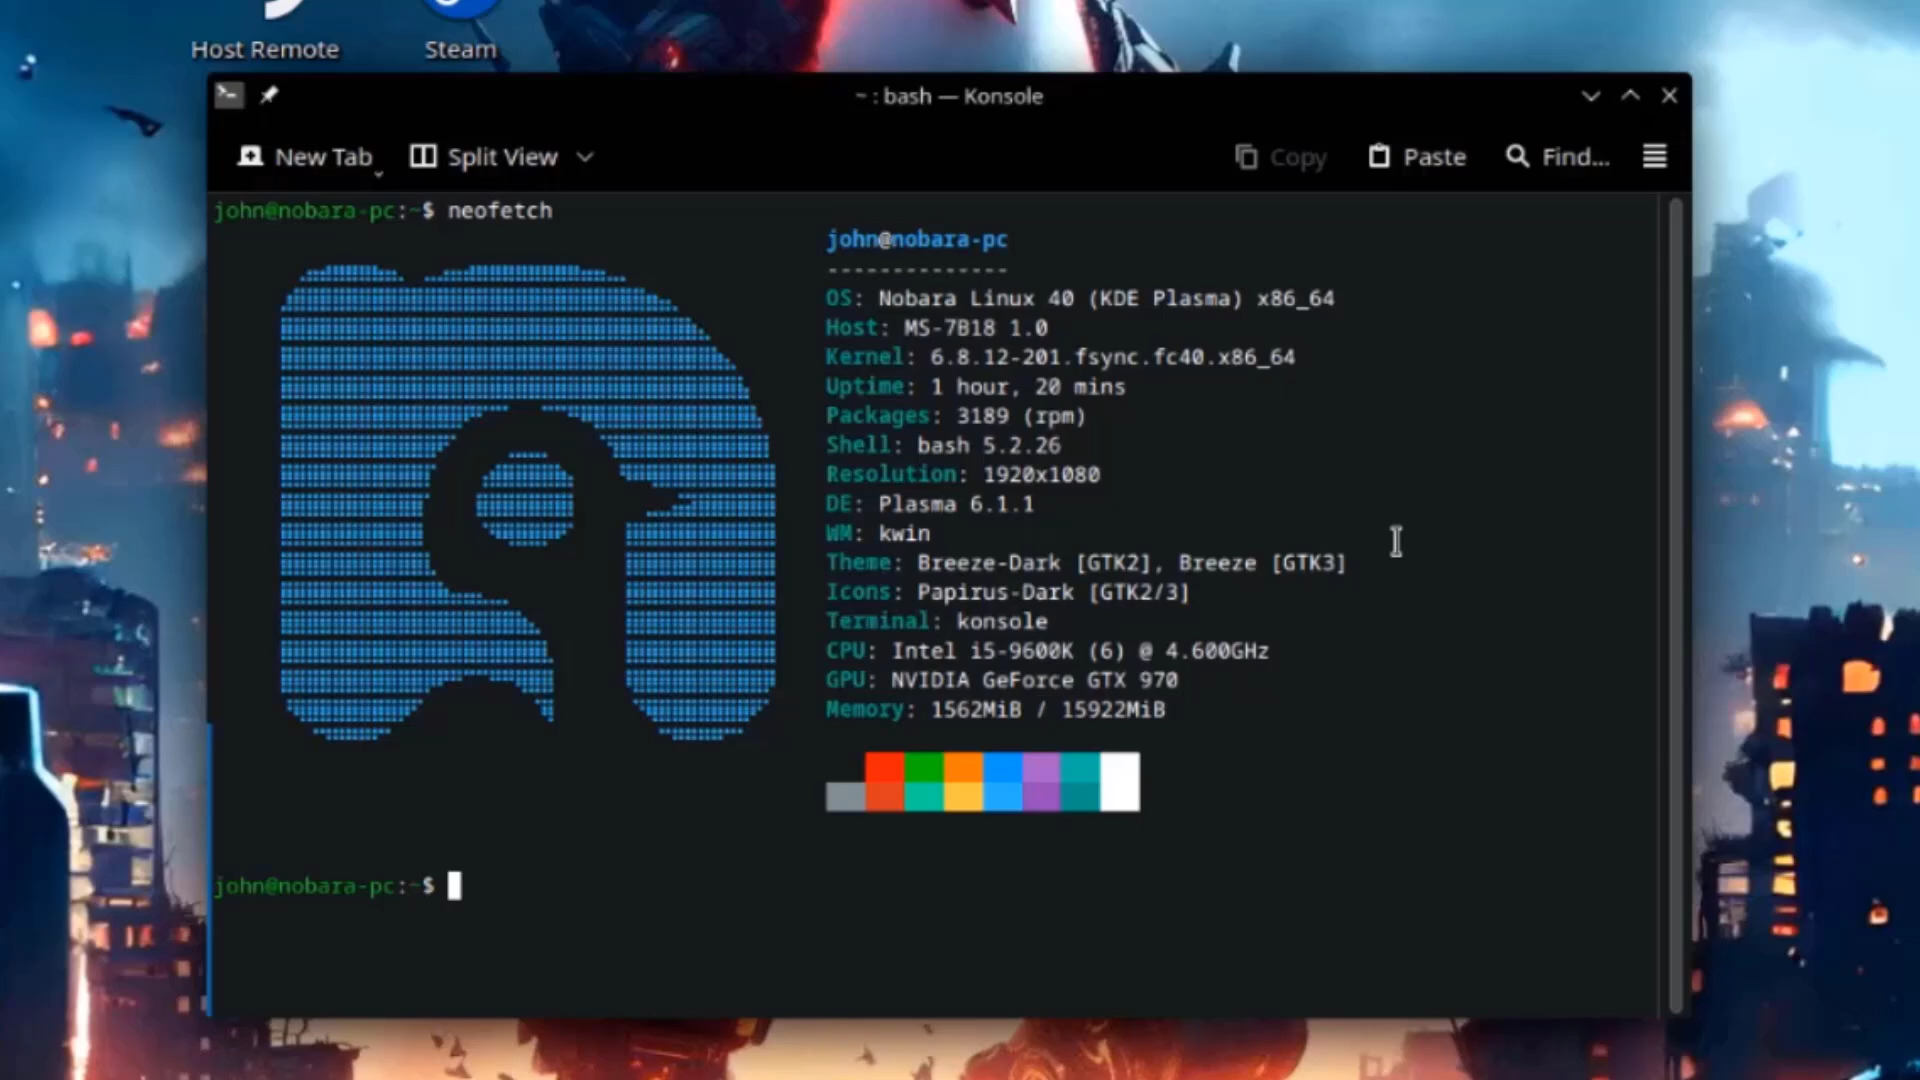 Host Remote
Steam
~ : bash — Konsole
New Tab
Split View
Copy
Paste
Find...
john@nobara-pc:~$ neofetch
john@nobara-pc
--------------
OS: Nobara Linux 40 (KDE Plasma) x86_64
Host: MS-7B18 1.0
Kernel: 6.8.12-201.fsync.fc40.x86_64
Uptime: 1 hour, 20 mins
Packages: 3189 (rpm)
Shell: bash 5.2.26
Resolution: 1920x1080
DE: Plasma 6.1.1
WM: kwin
Theme: Breeze-Dark [GTK2], Breeze [GTK3]
Icons: Papirus-Dark [GTK2/3]
Terminal: konsole
CPU: Intel i5-9600K (6) @ 4.600GHz
GPU: NVIDIA GeForce GTX 970
Memory: 1562MiB / 15922MiB
john@nobara-pc:~$